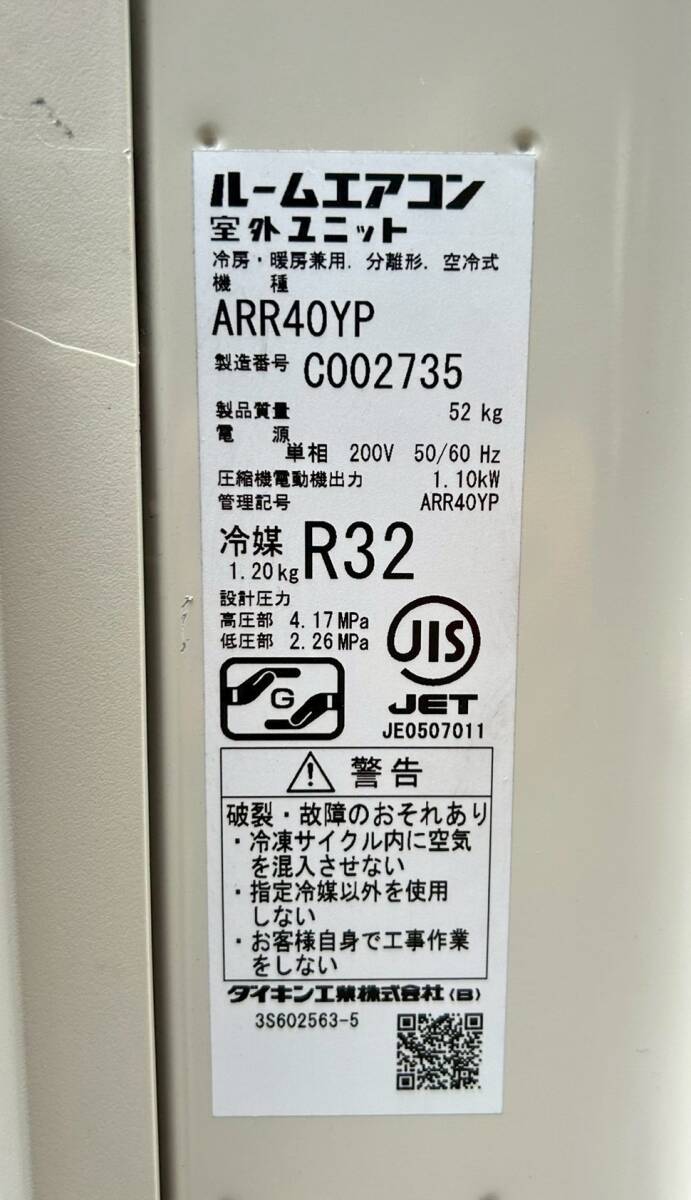 ルームエアコン
室外ユニット
冷房・暖房兼用. 分離形. 空冷式
機 種
ARR40YP
製造番号 C002735
製品質量 52 kg
電 源
単相 200V 50/60 Hz
圧縮機電動機出力 1.10kW
管理記号 ARR40YP
冷媒 R32
1.20kg
設計圧力
高圧部 4.17MPa
低圧部 2.26MPa
JIS
G
JET
JE0507011
警告
破裂・故障のおそれあり
・冷凍サイクル内に空気
を混入させない
・指定冷媒以外を使用
しない
・お客様自身で工事作業
をしない
ダイキン工業株式会社(B)
3S602563-5